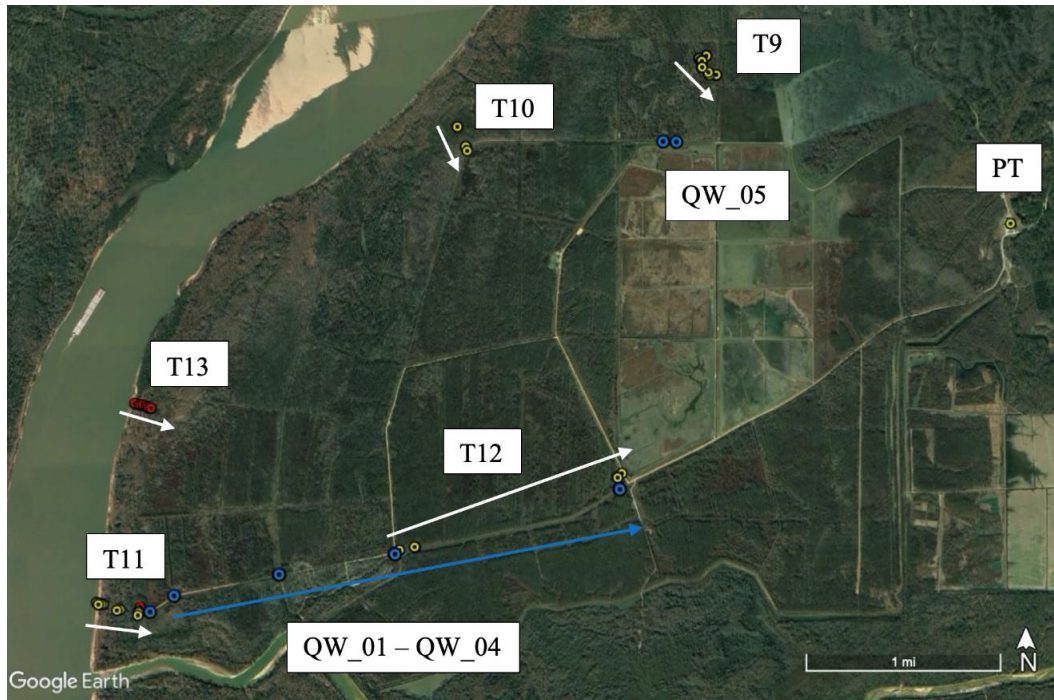 T9
T10
PT
QW_05
T13
T12
T11
QW_01 – QW_04
1 mi
N
Google Earth